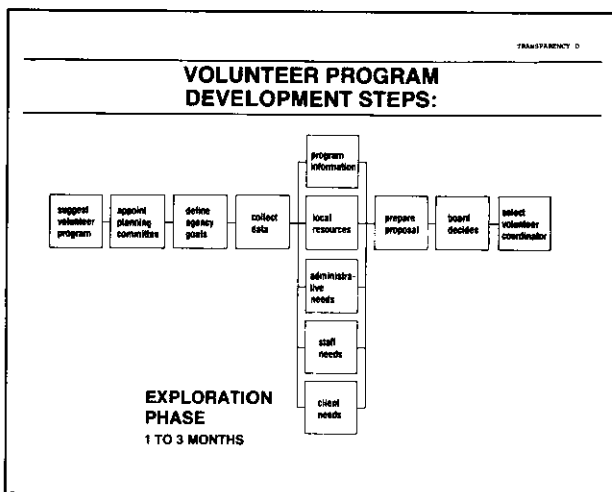 TRANSPARENCY D
VOLUNTEER PROGRAM
DEVELOPMENT STEPS:
suggest
volunteer
program
appoint
planning
committee
define
agency
goals
collect
data
program
information
local
resources
administra-
tive
needs
staff
needs
client
needs
prepare
proposal
board
decides
select
volunteer
coordinator
EXPLORATION
PHASE
1 TO 3 MONTHS